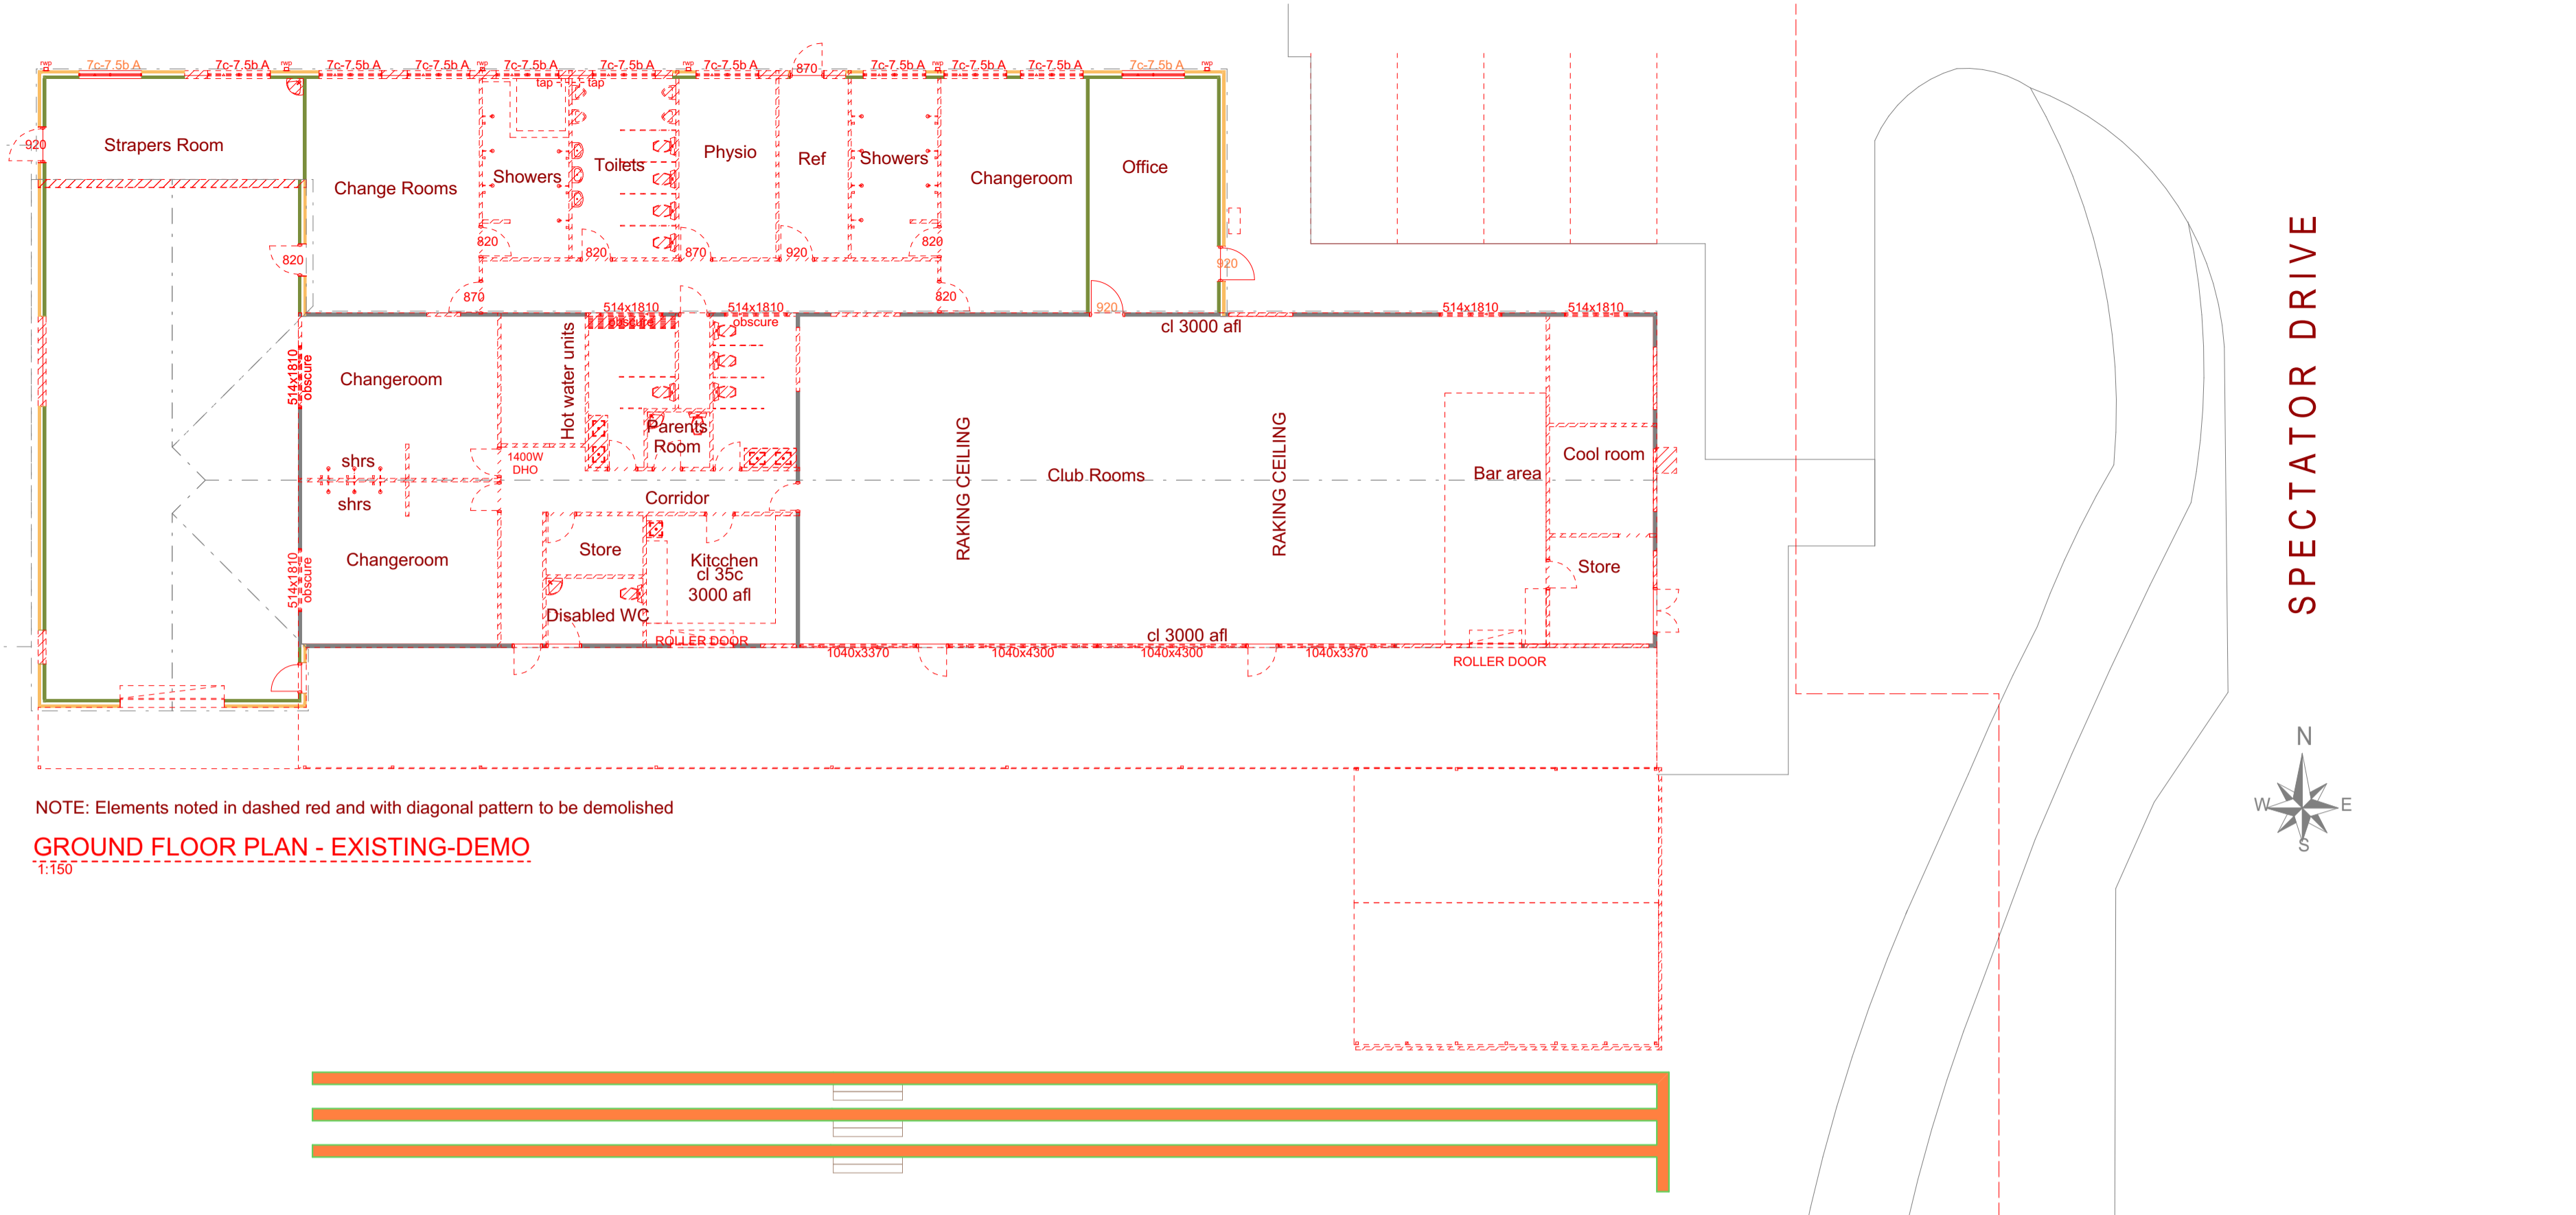 rwp 7c-7.5b A 7c-7.5b A rwp 7c-7.5b A 7c-7.5b A rwp 7c-7.5b A 7c-7.5b A rwp 7c-7.5b A 870 7c-7.5b A rwp 7c-7.5b A 7c-7.5b A 7c-7.5b A rwp
tap tap
920
Strapers Room
Change Rooms
Showers
Toilets
Physio
Ref
Showers
Changeroom
Office
820
820
820
870
920
820
920
870
820
920
514x1810
obscure
514x1810
obscure
cl 3000 afl
514x1810
514x1810
514x1810
obscure
Changeroom
Hot water units
Parents
Room
1400W
DHO
shrs
shrs
Corridor
RAKING CEILING
Club Rooms
RAKING CEILING
Bar area
Cool room
514x1810
obscure
Changeroom
Store
Kitcchen
cl 35c
3000 afl
Disabled WC
Store
ROLLER DOOR
cl 3000 afl
1040x3370
1040x4300
1040x4300
1040x3370
ROLLER DOOR
SPECTATOR DRIVE
N
W
E
S
NOTE: Elements noted in dashed red and with diagonal pattern to be demolished
GROUND FLOOR PLAN - EXISTING-DEMO
1:150